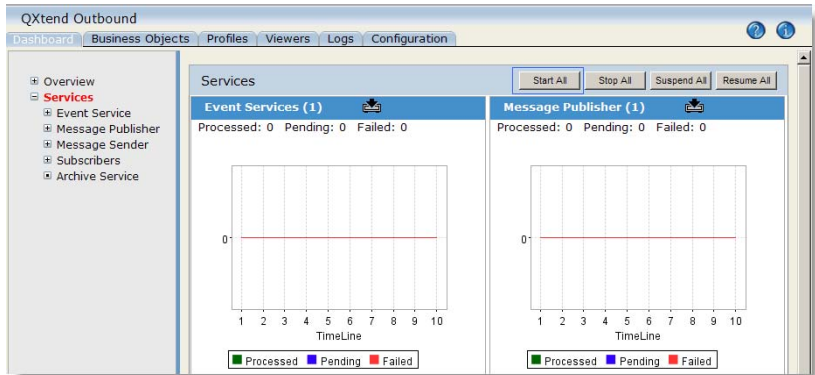 QXtend Outbound
Dashboard Business Objects Profiles Viewers Logs Configuration
Overview
Services
Event Service
Message Publisher
Message Sender
Subscribers
Archive Service
Services
Start All Stop All Suspend All Resume All
Event Services (1)
Processed: 0 Pending: 0 Failed: 0
0
1 2 3 4 5 6 7 8 9 10
TimeLine
Processed Pending Failed
Message Publisher (1)
Processed: 0 Pending: 0 Failed: 0
0
1 2 3 4 5 6 7 8 9 10
TimeLine
Processed Pending Failed